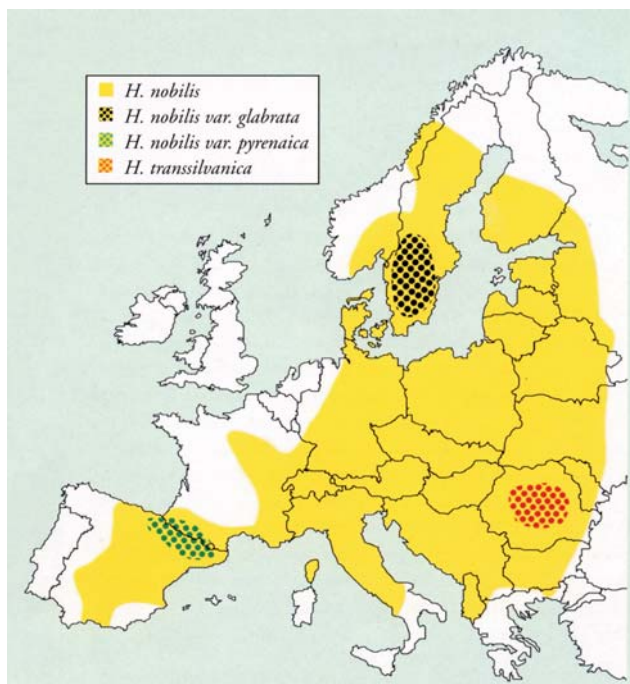 H. nobilis
H. nobilis var. glabrata
H. nobilis var. pyrenaica
H. transsilvanica